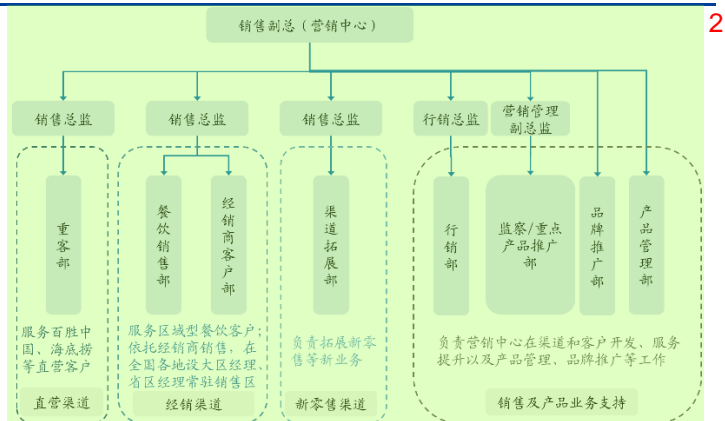 2
销售副总（营销中心）
销售总监
销售总监
销售总监
行销总监
营销管理
副总监
重客部
餐饮销售部
经销商客户部
渠道拓展部
行销部
监察/重点
产品推广
部
品牌推广部
产品管理部
服务百胜中
国、海底捞
等直营客户
服务区域型餐饮客户；
依托经销商销售，在
全国各地设大区经理、
省区经理常驻销售区
负责拓展新零
售等新业务
负责营销中心在渠道和客户开发、服务
提升以及产品管理、品牌推广等工作
直营渠道
经销渠道
新零售渠道
销售及产品业务支持